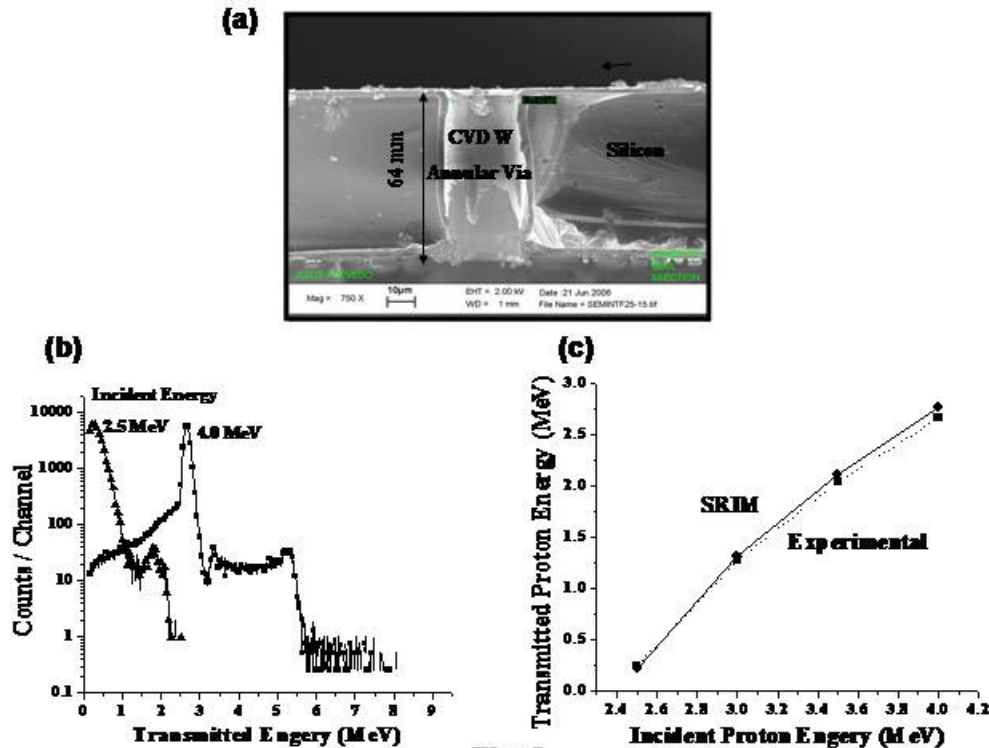 (a)
64 mm
CVD W
Annular Via
Silicon
Mag = 750 X
10μm
EHT = 2.00 kV
Date :21 Jun 2006
WD = 1 mm
File Name = SEMINTF25-15.tif
(b)
Incident Energy
2.5 MeV
4.0 MeV
Counts / Channel
10000
1000
100
10
1
0.1
0 1 2 3 4 5 6 7 8 9
Transmitted Engery (MeV)
(c)
Transmitted Proton Energy (MeV)
3.0
2.5
2.0
1.5
1.0
0.5
0.0
SRIM
Experimental
2.4 2.6 2.8 3.0 3.2 3.4 3.6 3.8 4.0 4.2
Incident Proton Engery (MeV)